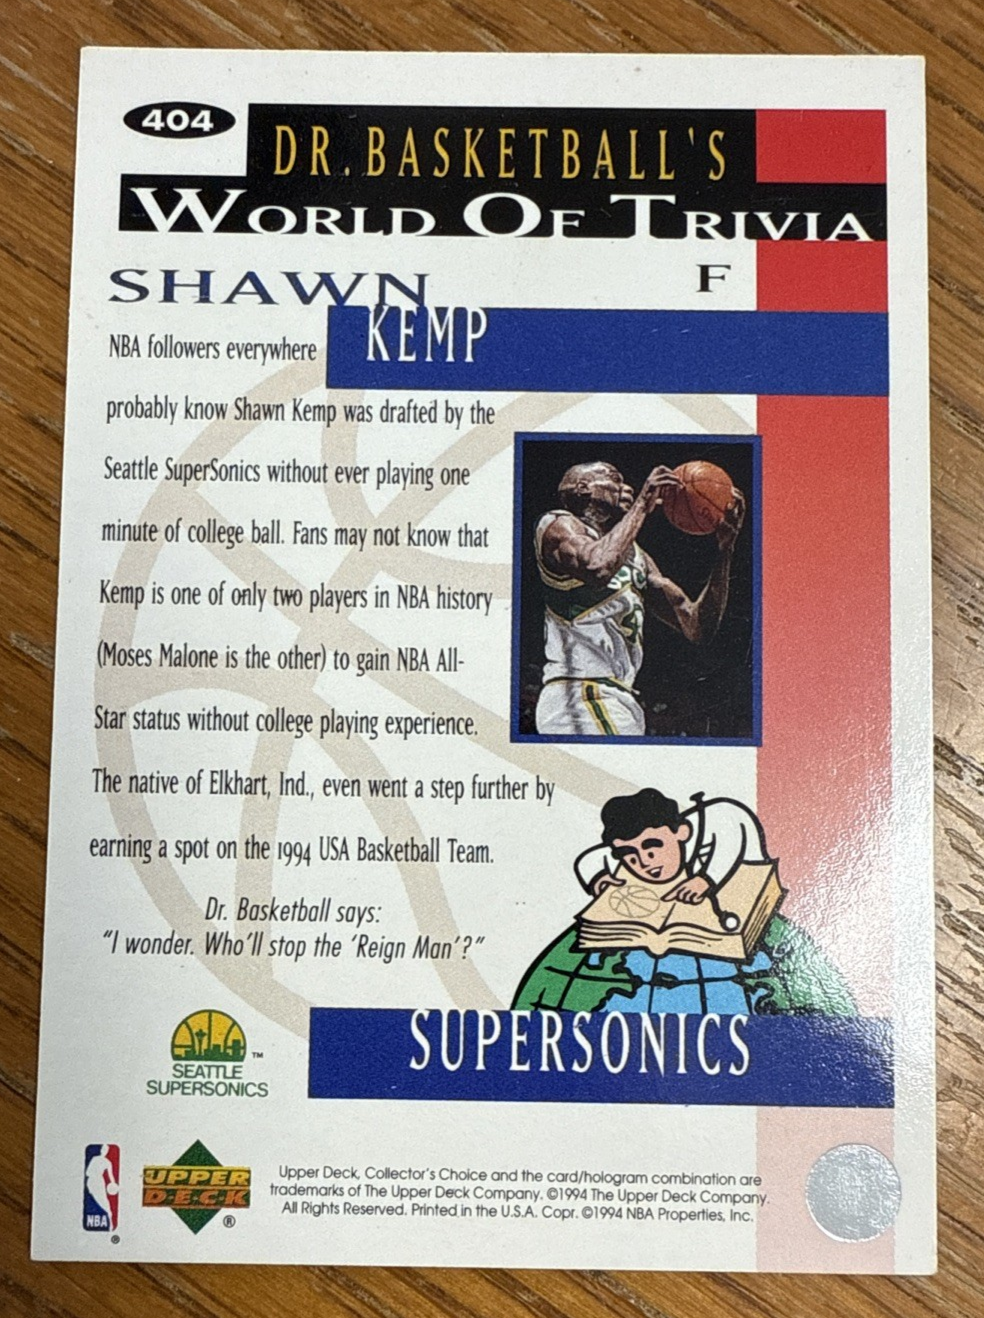 404
DR. BASKETBALL'S
WORLD OF TRIVIA
SHAWN
F
KEMP
NBA followers everywhere
probably know Shawn Kemp was drafted by the
Seattle SuperSonics without ever playing one
minute of college ball. Fans may not know that
Kemp is one of only two players in NBA history
(Moses Malone is the other) to gain NBA All-
Star status without college playing experience.
The native of Elkhart, Ind., even went a step further by
earning a spot on the 1994 USA Basketball Team.
Dr. Basketball says:
"I wonder. Who'll stop the 'Reign Man'?"
SUPERSONICS
™
SEATTLE
SUPERSONICS
NBA
®
UPPER
DECK
®
Upper Deck, Collector's Choice and the card/hologram combination are
trademarks of The Upper Deck Company. ©1994 The Upper Deck Company.
All Rights Reserved. Printed in the U.S.A. Copr. ©1994 NBA Properties, Inc.